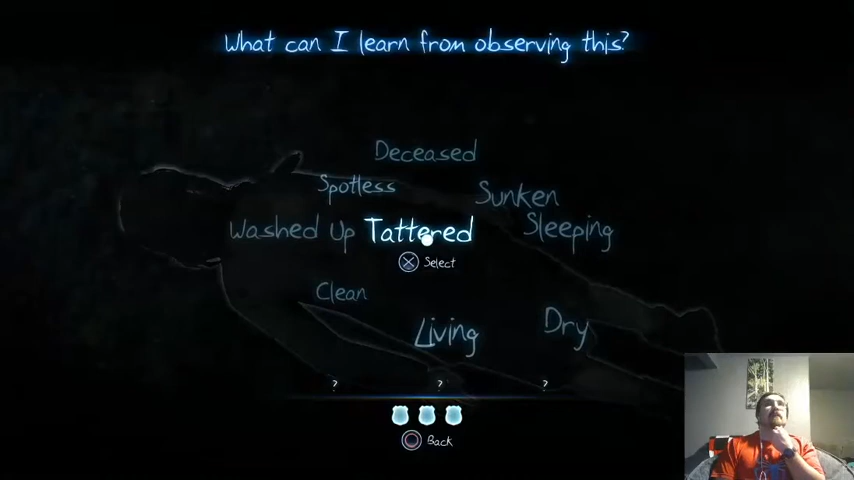 What can I learn from observing this?
Deceased
Spotless
Sunken
Washed Up
Tattered
Sleeping
Select
Clean
Living
Dry
? ? ?
Back